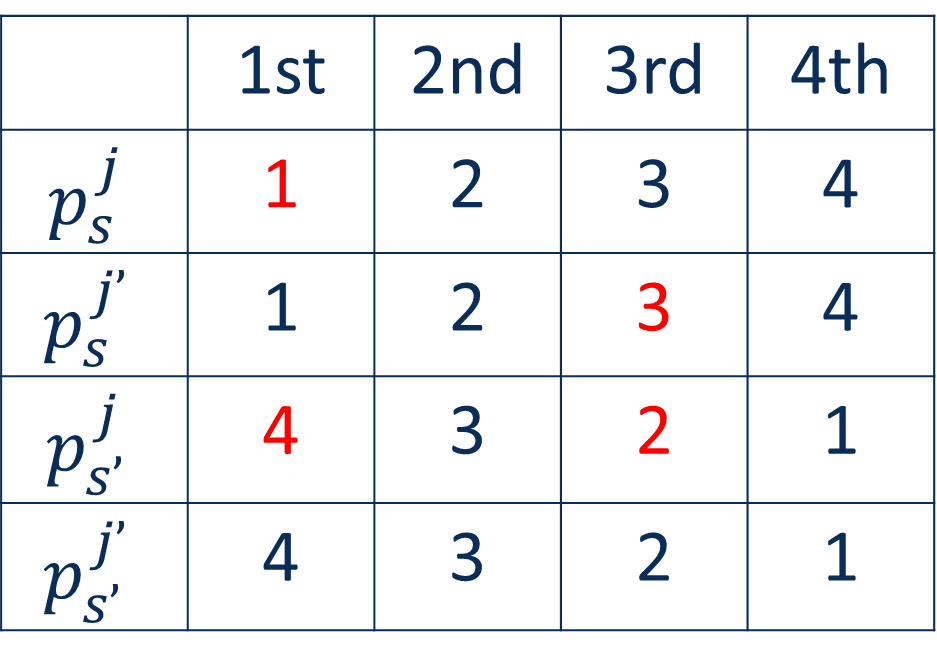 1st 2nd 3rd 4th
p_s^j 1 2 3 4
p_s^j’ 1 2 3 4
p_s’^j 4 3 2 1
p_s’^j’ 4 3 2 1